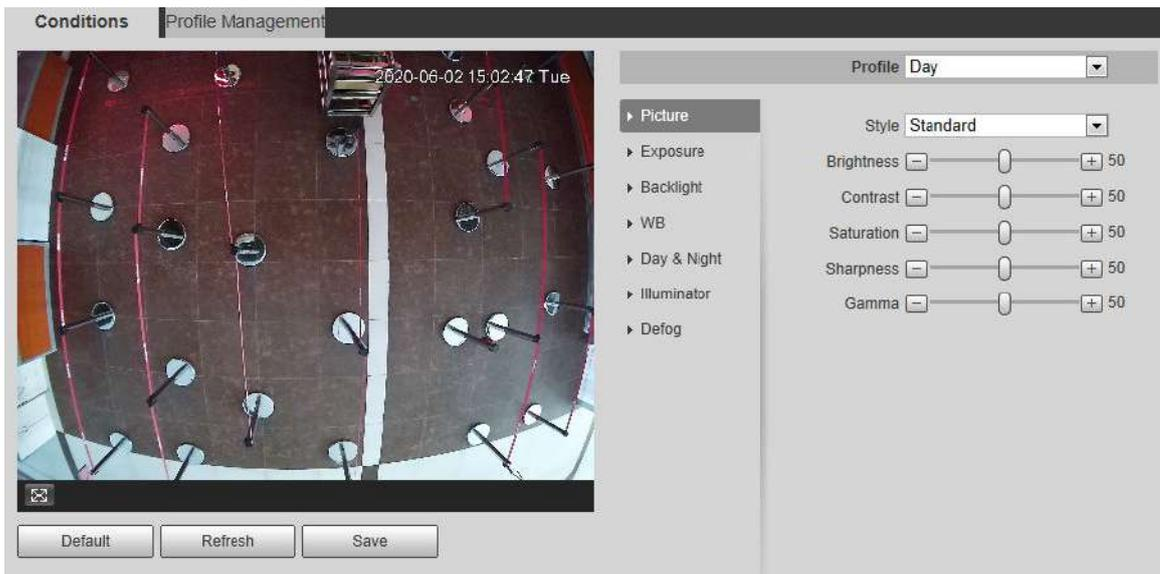 Conditions Profile Management
2020-06-02 15:02:47 Tue
Profile Day
Picture
Exposure
Backlight
WB
Day & Night
Illuminator
Defog
Style Standard
Brightness 50
Contrast 50
Saturation 50
Sharpness 50
Gamma 50
Default Refresh Save